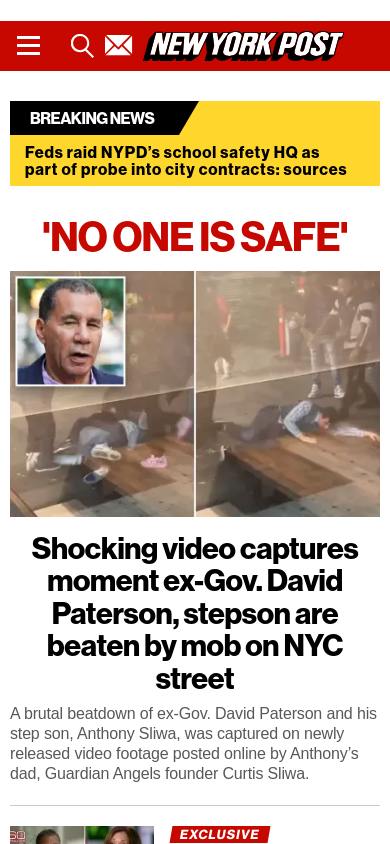 NEW YORK POST
BREAKING NEWS
Feds raid NYPD’s school safety HQ as
part of probe into city contracts: sources
'NO ONE IS SAFE'
Shocking video captures
moment ex-Gov. David
Paterson, stepson are
beaten by mob on NYC
street
A brutal beatdown of ex-Gov. David Paterson and his
step son, Anthony Sliwa, was captured on newly
released video footage posted online by Anthony’s
dad, Guardian Angels founder Curtis Sliwa.
EXCLUSIVE